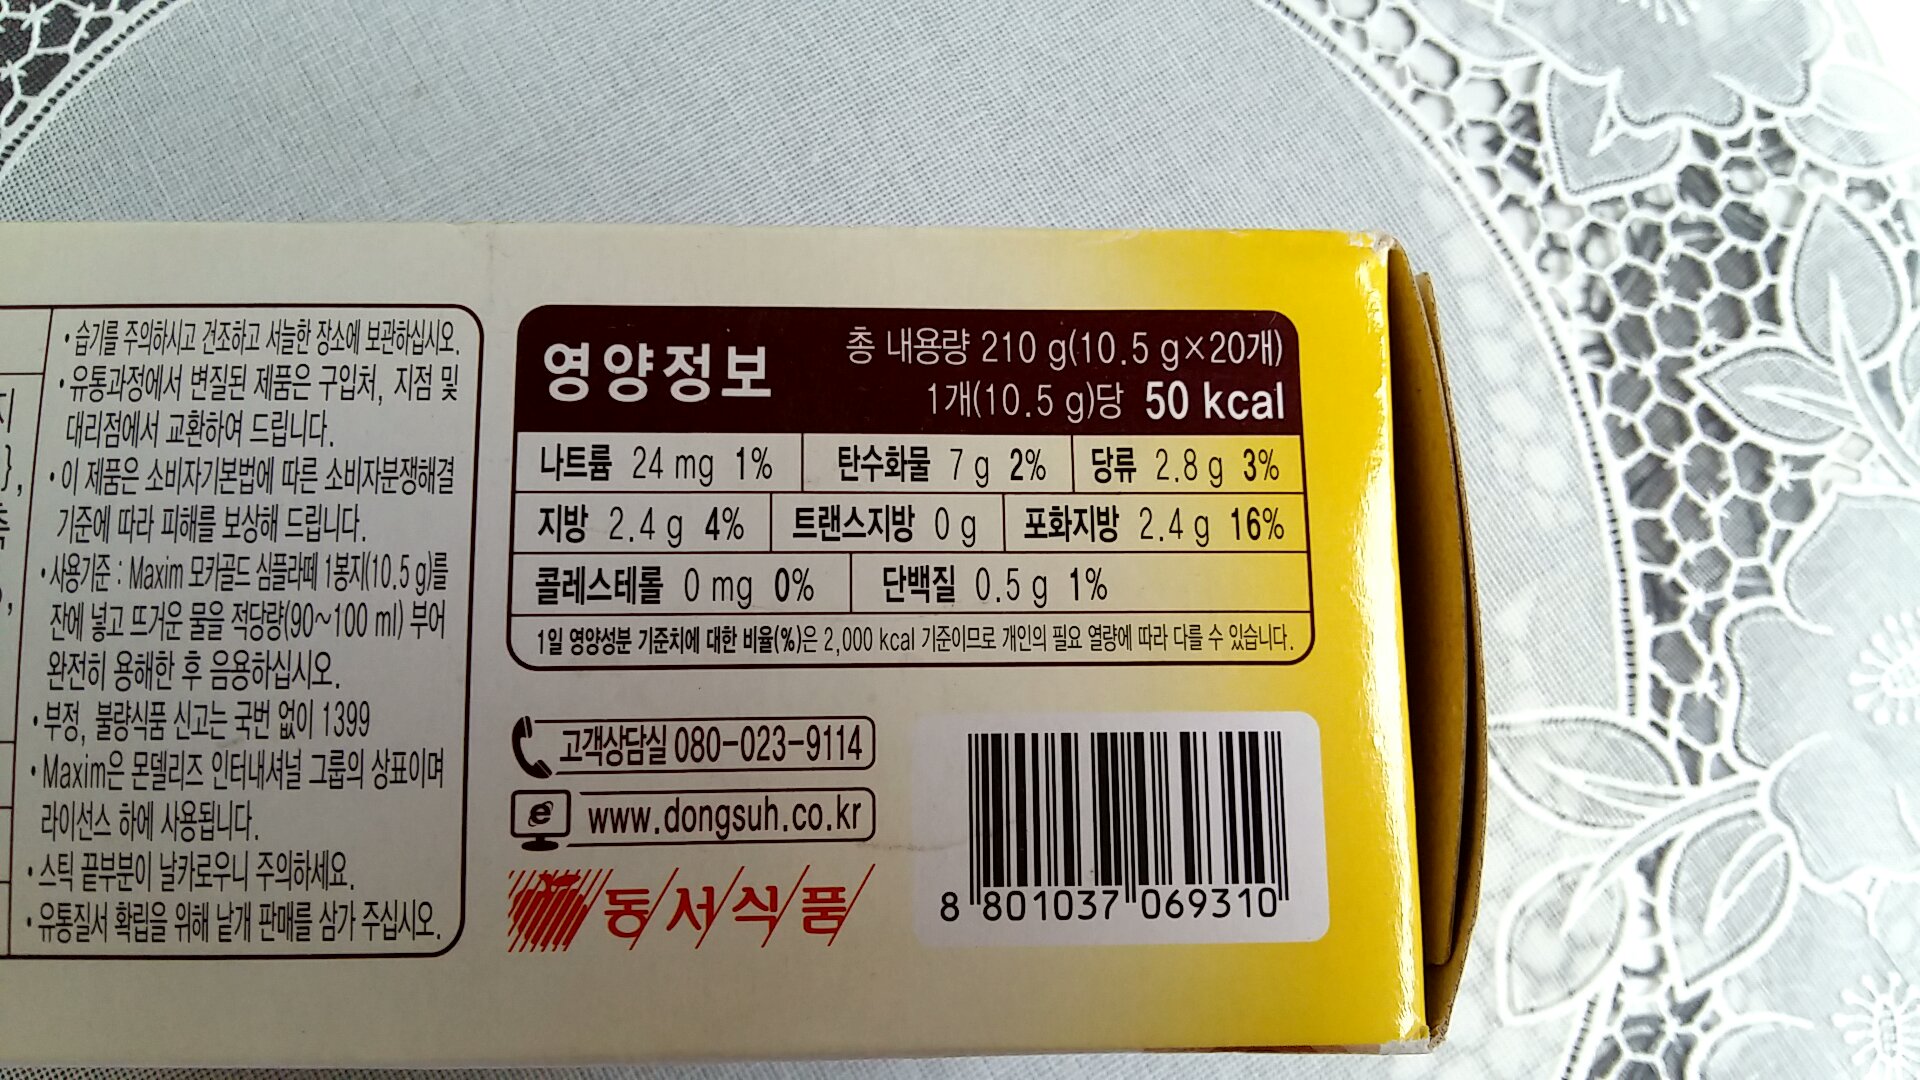 • 습기를 주의하시고 건조하고 서늘한 장소에 보관하십시오.
• 유통과정에서 변질된 제품은 구입처, 지점 및
대리점에서 교환하여 드립니다.
• 이 제품은 소비자기본법에 따른 소비자분쟁해결
기준에 따라 피해를 보상해 드립니다.
• 사용기준 : Maxim 모카골드 심플라떼 1봉지(10.5 g)를
잔에 넣고 뜨거운 물을 적당량(90~100 ml) 부어
완전히 용해한 후 음용하십시오.
• 부정, 불량식품 신고는 국번 없이 1399
• Maxim은 몬델리즈 인터내셔널 그룹의 상표이며
라이선스 하에 사용됩니다.
• 스틱 끝부분이 날카로우니 주의하세요.
• 유통질서 확립을 위해 낱개 판매를 삼가 주십시오.
영양정보
총 내용량 210 g(10.5 g×20개)
1개(10.5 g)당 50 kcal
나트륨 24 mg 1% 탄수화물 7 g 2% 당류 2.8 g 3%
지방 2.4 g 4% 트랜스지방 0 g 포화지방 2.4 g 16%
콜레스테롤 0 mg 0% 단백질 0.5 g 1%
1일 영양성분 기준치에 대한 비율(%)은 2,000 kcal 기준이므로 개인의 필요 열량에 따라 다를 수 있습니다.
고객상담실 080-023-9114
www.dongsuh.co.kr
동서식품
8 801037 069310